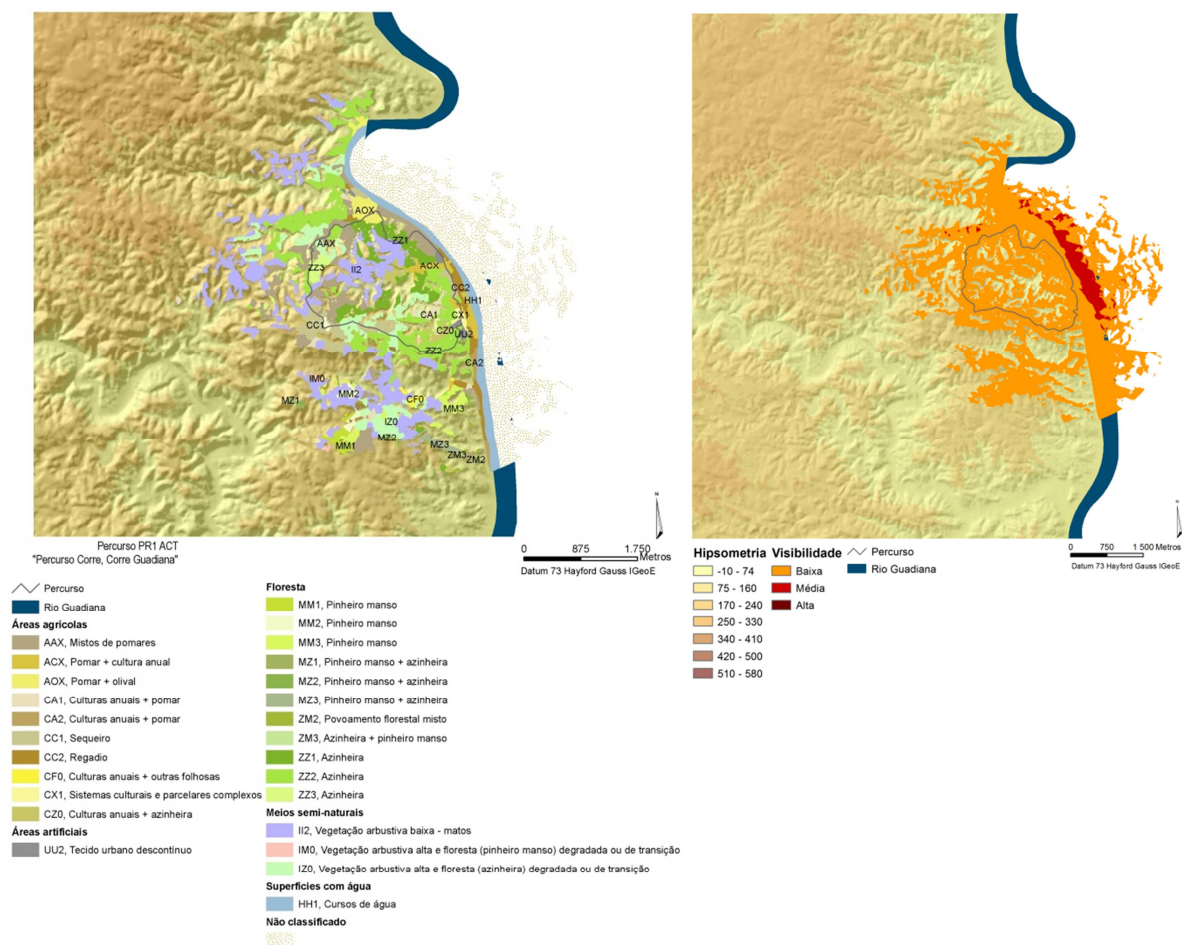 AOX
AAX
ZZ1
ZZ3
II2
ACX
CC2
HH1
CA1
CX1
CC1
CZ0
UU2
ZZ2
CA2
IM0
MZ1
MM2
CF0
MM3
IZ0
MZ2
MM1
MZ3
ZM3
ZM2
N
Percurso PR1 ACT
"Percurso Corre, Corre Guadiana"
0 875 1.750
Metros
Datum 73 Hayford Gauss IGeoE
Percurso
Rio Guadiana
Áreas agrícolas
AAX, Mistos de pomares
ACX, Pomar + cultura anual
AOX, Pomar + olival
CA1, Culturas anuais + pomar
CA2, Culturas anuais + pomar
CC1, Sequeiro
CC2, Regadio
CF0, Culturas anuais + outras folhosas
CX1, Sistemas culturais e parcelares complexos
CZ0, Culturas anuais + azinheira
Áreas artificiais
UU2, Tecido urbano descontínuo
Floresta
MM1, Pinheiro manso
MM2, Pinheiro manso
MM3, Pinheiro manso
MZ1, Pinheiro manso + azinheira
MZ2, Pinheiro manso + azinheira
MZ3, Pinheiro manso + azinheira
ZM2, Povoamento florestal misto
ZM3, Azinheira + pinheiro manso
ZZ1, Azinheira
ZZ2, Azinheira
ZZ3, Azinheira
Meios semi-naturais
II2, Vegetação arbustiva baixa - matos
IM0, Vegetação arbustiva alta e floresta (pinheiro manso) degradada ou de transição
IZ0, Vegetação arbustiva alta e floresta (azinheira) degradada ou de transição
Superfícies com água
HH1, Cursos de água
Não classificado
N
0 750 1 500 Metros
Datum 73 Hayford Gauss IGeoE
Hipsometria
-10 - 74
75 - 160
170 - 240
250 - 330
340 - 410
420 - 500
510 - 580
Visibilidade
Baixa
Média
Alta
Percurso
Rio Guadiana